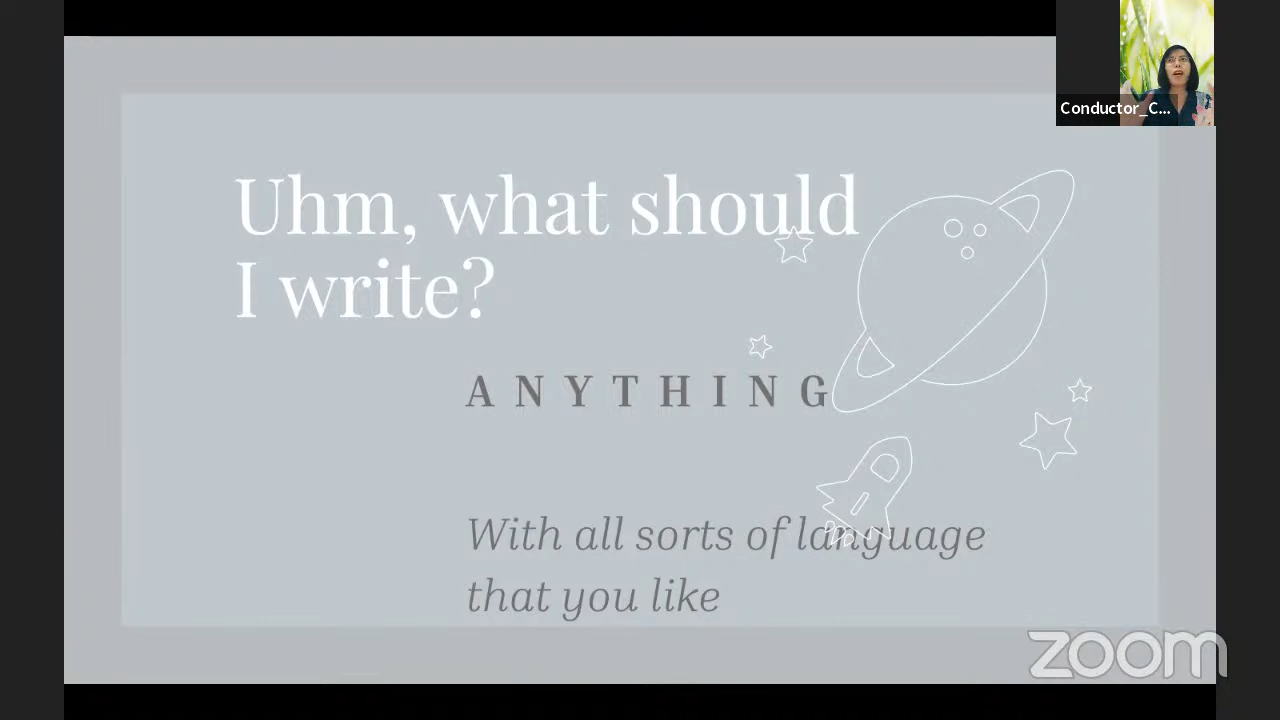 Conductor_C...
Uhm, what should
I write?
ANYTHING
With all sorts of language
that you like
zoom